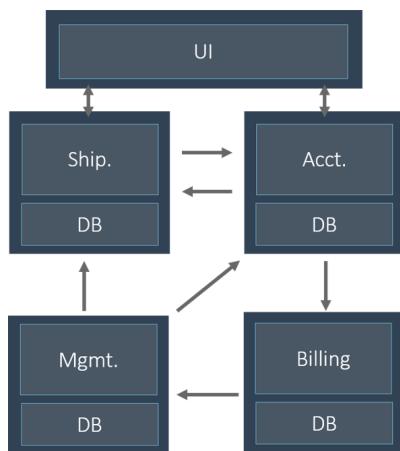 UI
Ship.
Acct.
DB
DB
Mgmt.
Billing
DB
DB